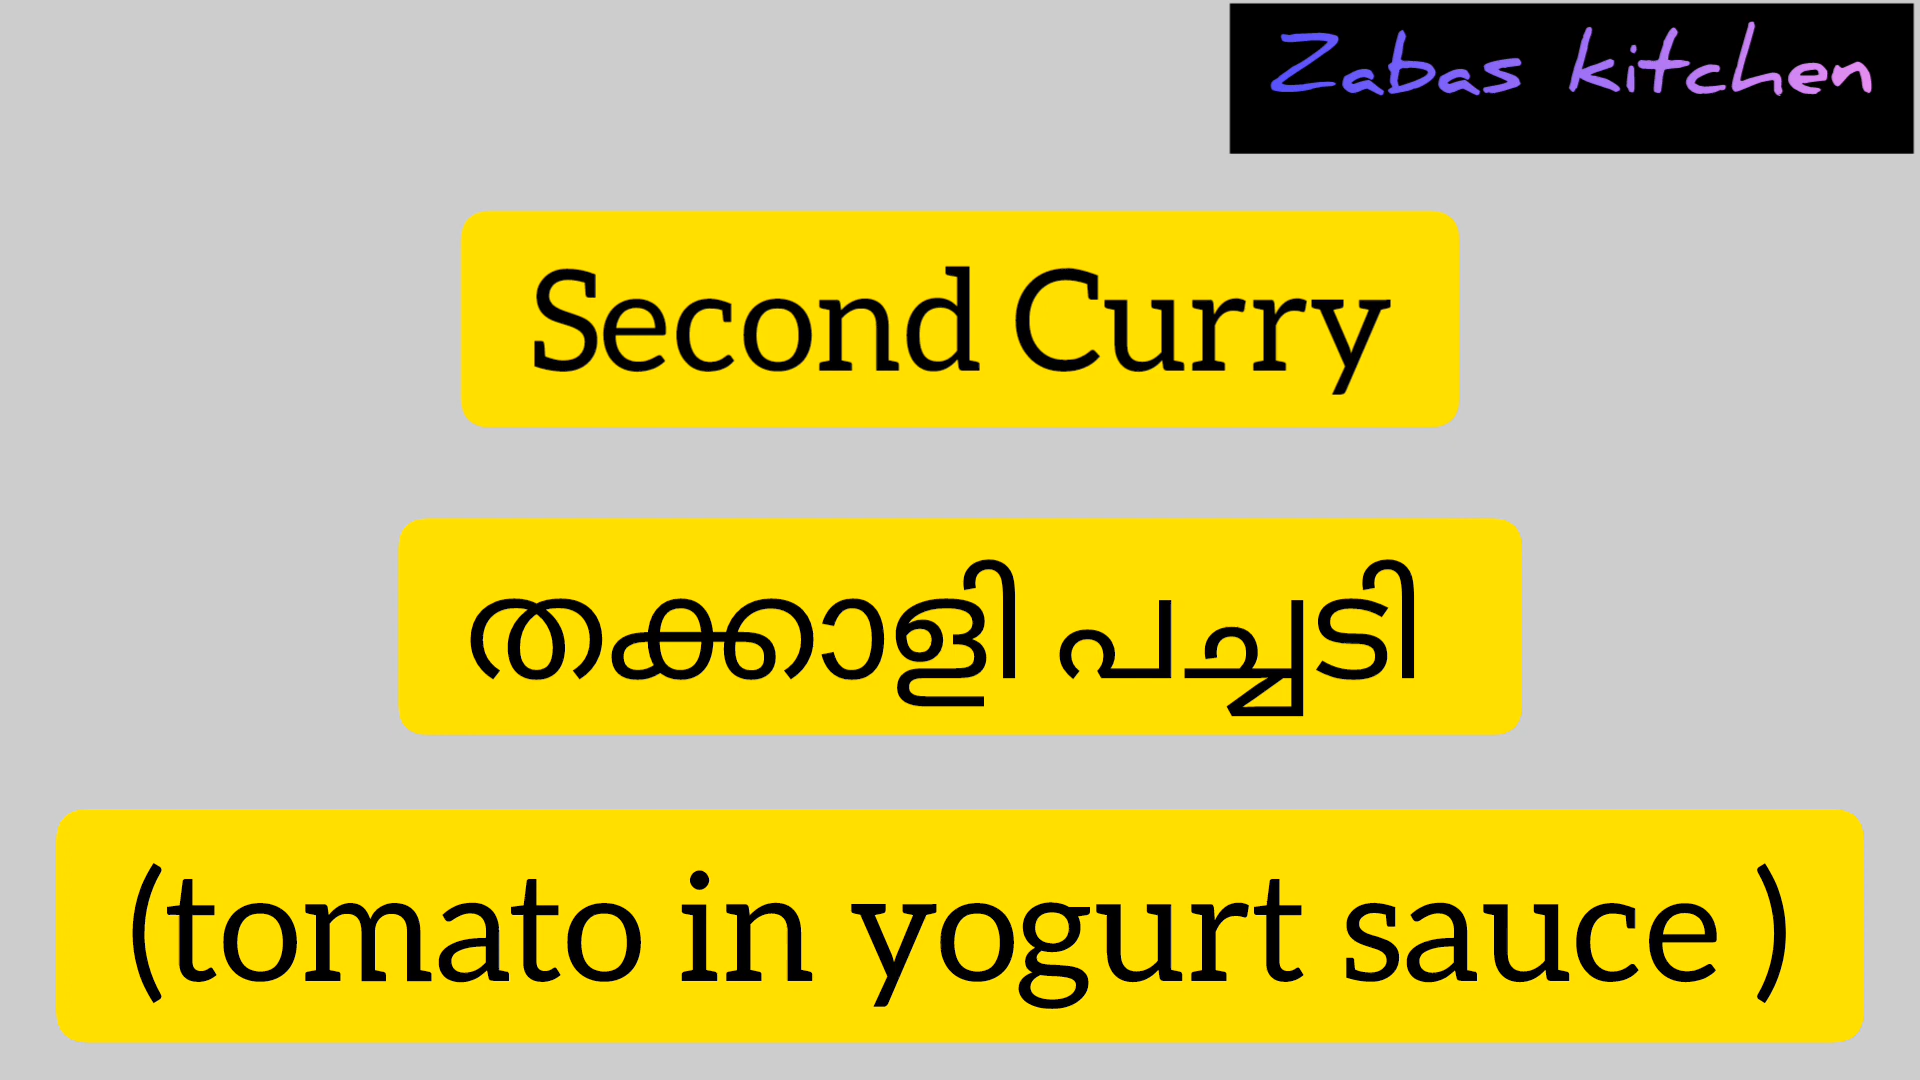 Zabas kitchen
Second Curry
തക്കാളി പച്ചടി
(tomato in yogurt sauce )